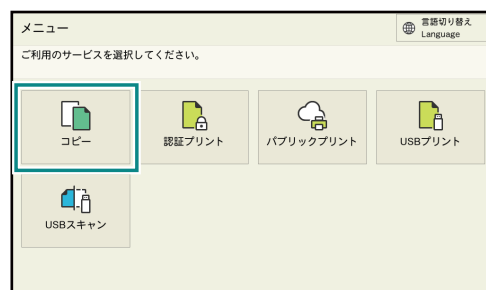 メニュー
言語切り替え
Language
ご利用のサービスを選択してください。
コピー
認証プリント
パブリックプリント
USBプリント
USBスキャン